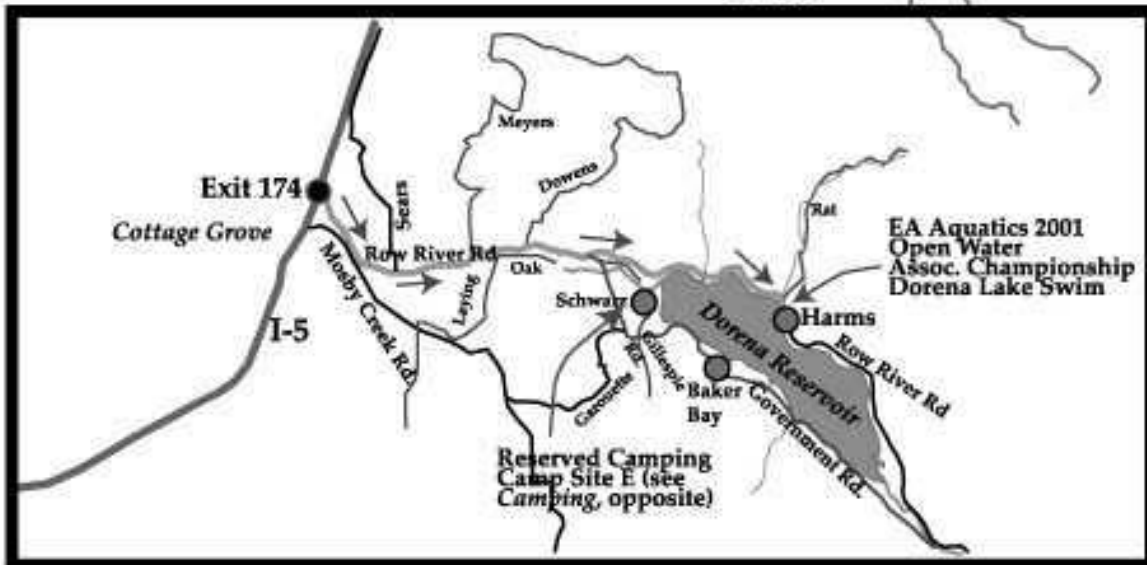 Meyers
Dowens
Rat
Exit 174
Sears
Cottage Grove
EA Aquatics 2001
Open Water
Assoc. Championship
Dorena Lake Swim
Row River Rd
Oak
Mosby Creek Rd.
Laying
Schwarz
Harms
I-5
Dorena Reservoir
Row River Rd
Rd.
Gillespie
Garoutte
Baker
Bay
Government Rd.
Reserved Camping
Camp Site E (see
Camping, opposite)